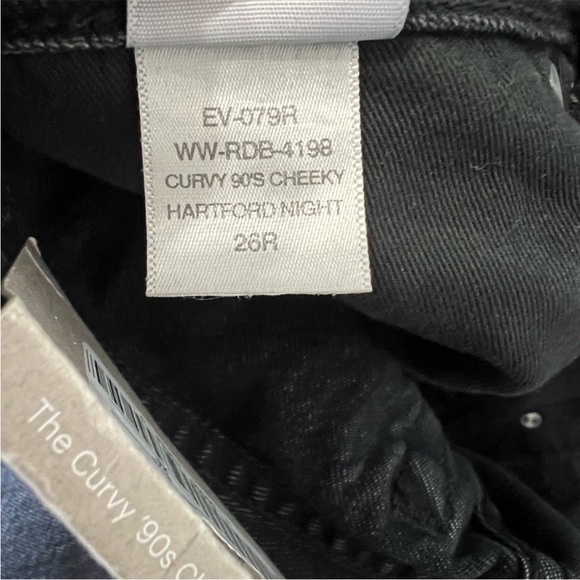 EV-079R
WW-RDB-4198
CURVY 90'S CHEEKY
HARTFORD NIGHT
26R
The Curvy '90s